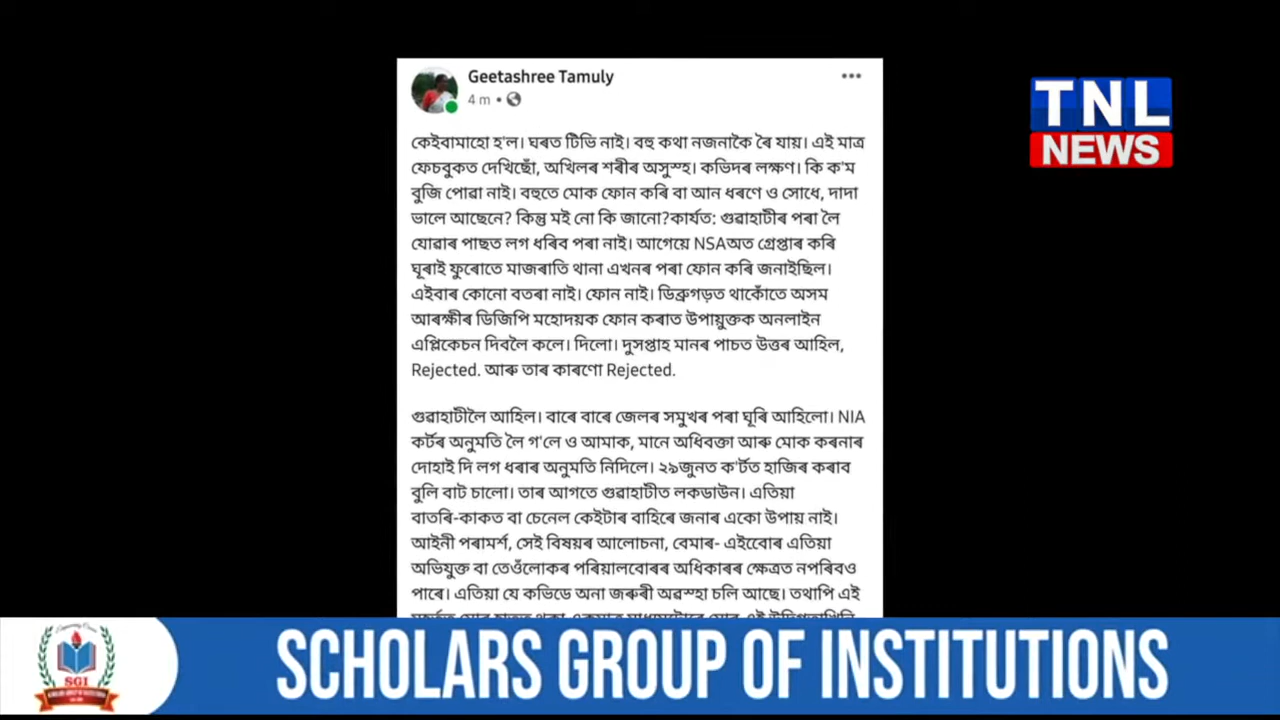 Geetashree Tamuly
4 m
কেইবামাহো হ'ল। ঘৰত টিভি নাই। বহু কথা নজনাকৈ ৰৈ যায়। এই মাত্ৰ
ফেচবুকত দেখিছোঁ, অখিলৰ শৰীৰ অসুস্হ। কভিদৰ লক্ষণ। কি ক'ম
বুজি পোৱা নাই। বহুতে মোক ফোন কৰি বা আন ধৰণে ও সোধে, দাদা
ভালে আছেনে? কিন্তু মই নো কি জানো?কাৰ্যত: গুৱাহাটীৰ পৰা লৈ
যোৱাৰ পাছত লগ ধৰিব পৰা নাই। আগেয়ে NSAঅত গ্ৰেপ্তাৰ কৰি
ঘূৰাই ফুৰোতে মাজৰাতি থানা এখনৰ পৰা ফোন কৰি জনাইছিল।
এইবাৰ কোনো বতৰা নাই। ফোন নাই। ডিব্ৰুগড়ত থাকোঁতে অসম
আৰক্ষীৰ ডিজিপি মহোদয়ক ফোন কৰাত উপায়ুক্তক অনলাইন
এপ্লিকেচন দিবলৈ কলে। দিলো। দুসপ্তাহ মানৰ পাচত উত্তৰ আহিল,
Rejected. আৰু তাৰ কাৰণো Rejected.
গুৱাহাটীলৈ আহিল। বাৰে বাৰে জেলৰ সমুখৰ পৰা ঘূৰি আহিলো। NIA
কৰ্টৰ অনুমতি লৈ গ'লে ও আমাক, মানে অধিবক্তা আৰু মোক কৰনাৰ
দোহাই দি লগ ধৰাৰ অনুমতি নিদিলে। ২৯জুনত ক'ৰ্টত হাজিৰ কৰাব
বুলি বাট চালো। তাৰ আগতে গুৱাহাটীত লকডাউন। এতিয়া
বাতৰি-কাকত বা চেনেল কেইটাৰ বাহিৰে জনাৰ একো উপায় নাই।
আইনী পৰামৰ্শ, সেই বিষয়ৰ আলোচনা, বেমাৰ- এইবোেৰ এতিয়া
অভিযুক্ত বা তেওঁলোকৰ পৰিয়ালবোৰৰ অধিকাৰৰ ক্ষেত্ৰত নপৰিবও
পাৰে। এতিয়া যে কভিডে অনা জৰুৰী অৱস্হা চলি আছে। তথাপি এই
TNL
NEWS
SGI
SCHOLARS GROUP OF INSTITUTIONS